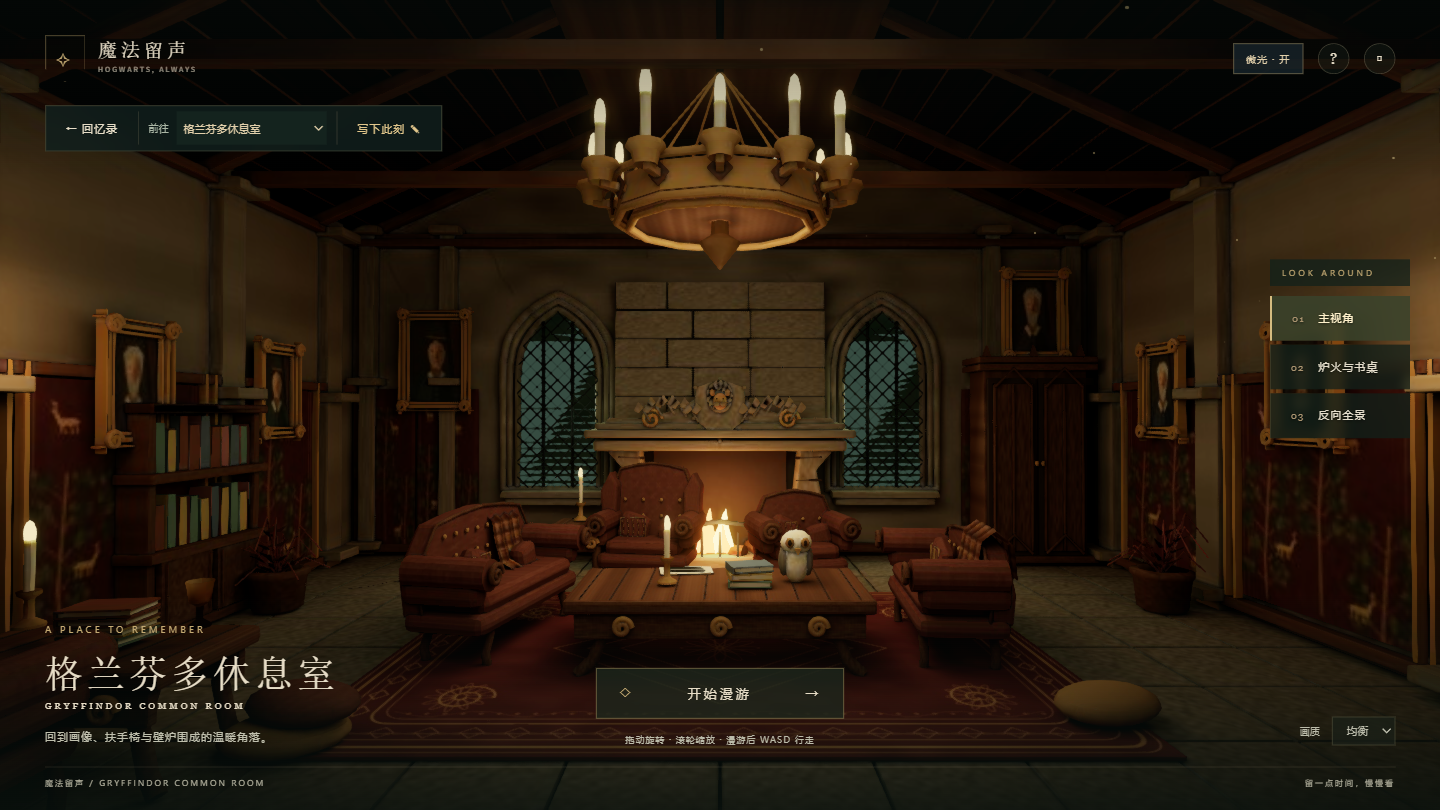 魔法留声
HOGWARTS, ALWAYS
微光 · 开
?
← 回忆录
前往
格兰芬多休息室
写下此刻 ✎
LOOK AROUND
01 主视角
02 炉火与书桌
03 反向全景
A PLACE TO REMEMBER
格兰芬多休息室
GRYFFINDOR COMMON ROOM
回到画像、扶手椅与壁炉围成的温暖角落。
◇ 开始漫游 →
拖动旋转 · 滚轮缩放 · 漫游后 WASD 行走
画质 均衡
魔法留声 / GRYFFINDOR COMMON ROOM
留一点时间，慢慢看